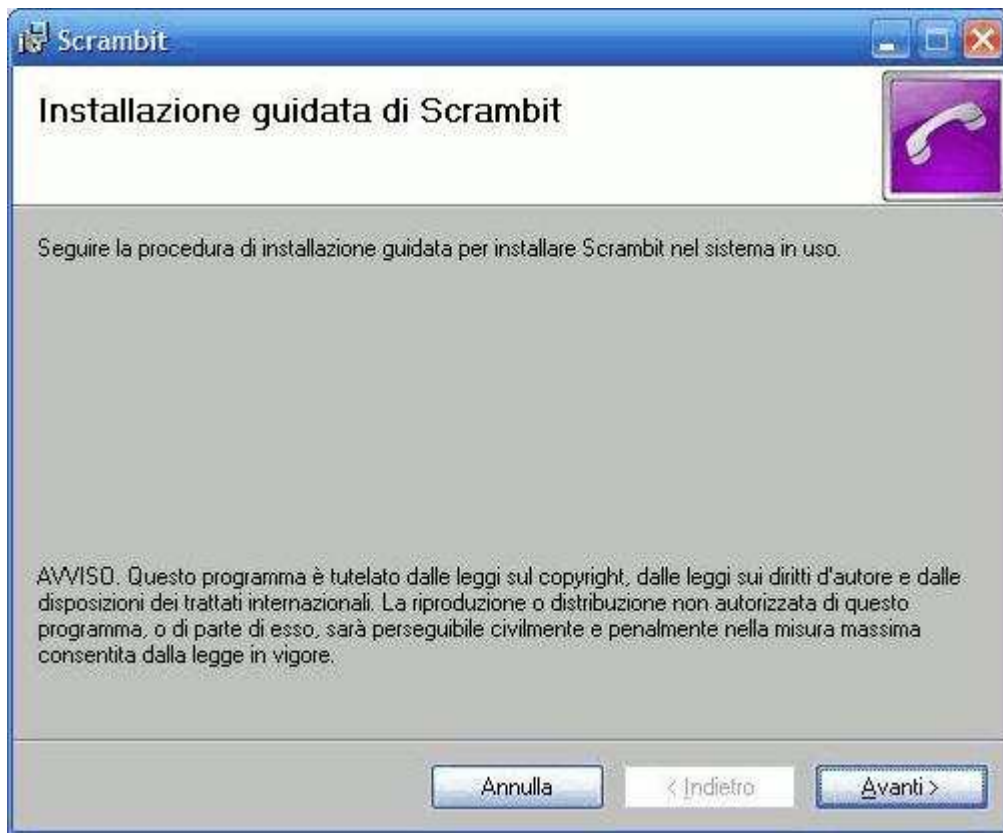 Scrambit
Installazione guidata di Scrambit
Seguire la procedura di installazione guidata per installare Scrambit nel sistema in uso.
AVVISO. Questo programma è tutelato dalle leggi sul copyright, dalle leggi sui diritti d'autore e dalle
disposizioni dei trattati internazionali. La riproduzione o distribuzione non autorizzata di questo
programma, o di parte di esso, sarà perseguibile civilmente e penalmente nella misura massima
consentita dalla legge in vigore.
Annulla
< Indietro
Avanti >